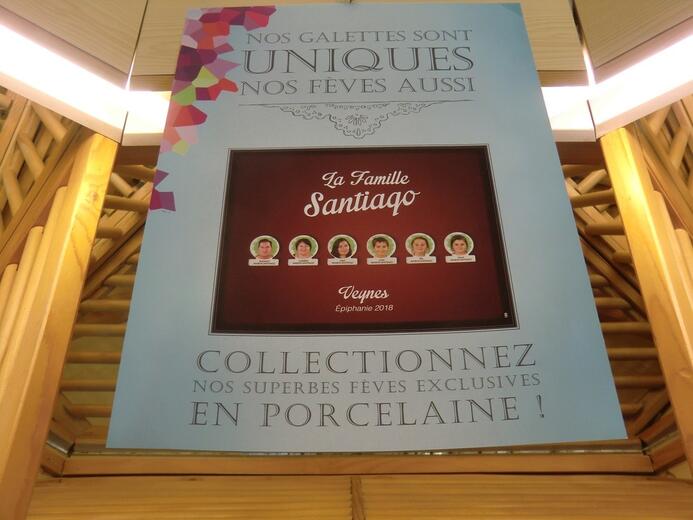 NOS GALETTES SONT
UNIQUES
NOS FÈVES AUSSI
La Famille
Santiago
Veynes
Épiphanie 2018
COLLECTIONNEZ
NOS SUPERBES FÈVES EXCLUSIVES
EN PORCELAINE !